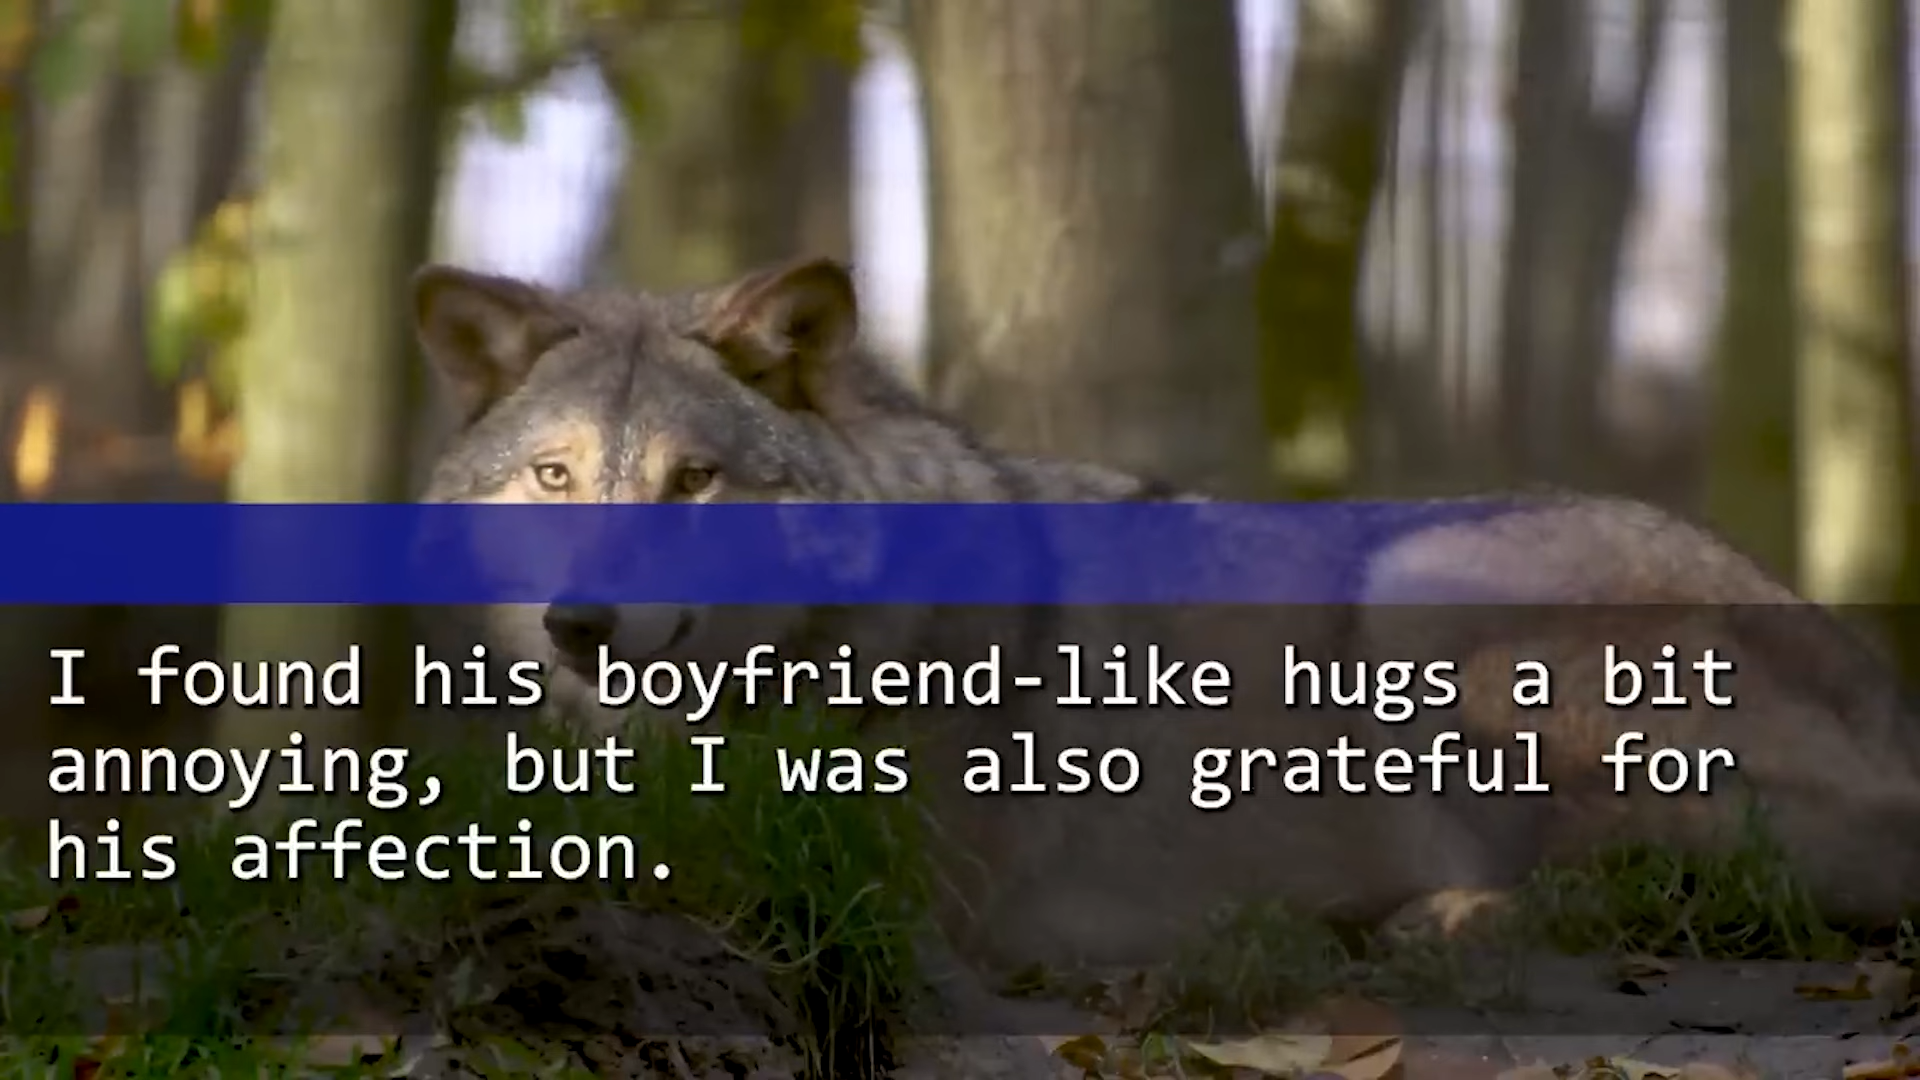 I found his boyfriend-like hugs a bit
annoying, but I was also grateful for
his affection.